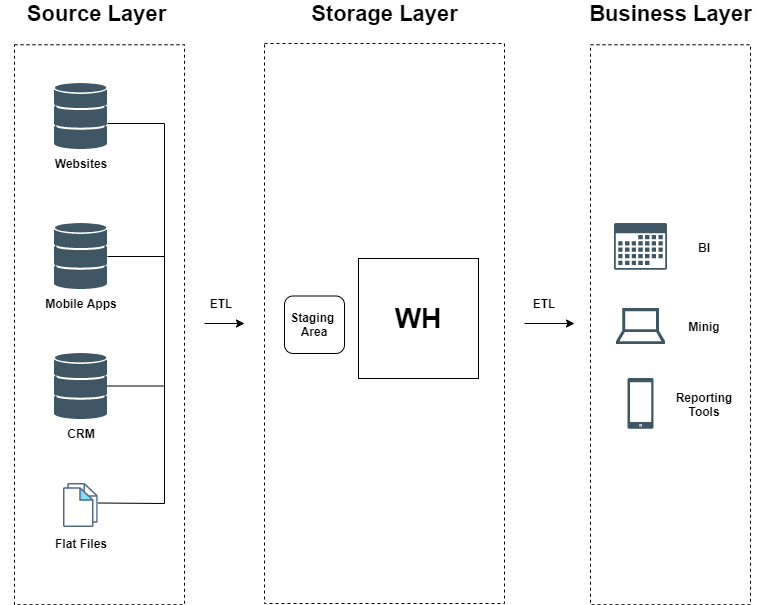 Source Layer
Storage Layer
Business Layer
Websites
Mobile Apps
CRM
Flat Files
ETL
Staging
Area
WH
ETL
BI
Minig
Reporting
Tools